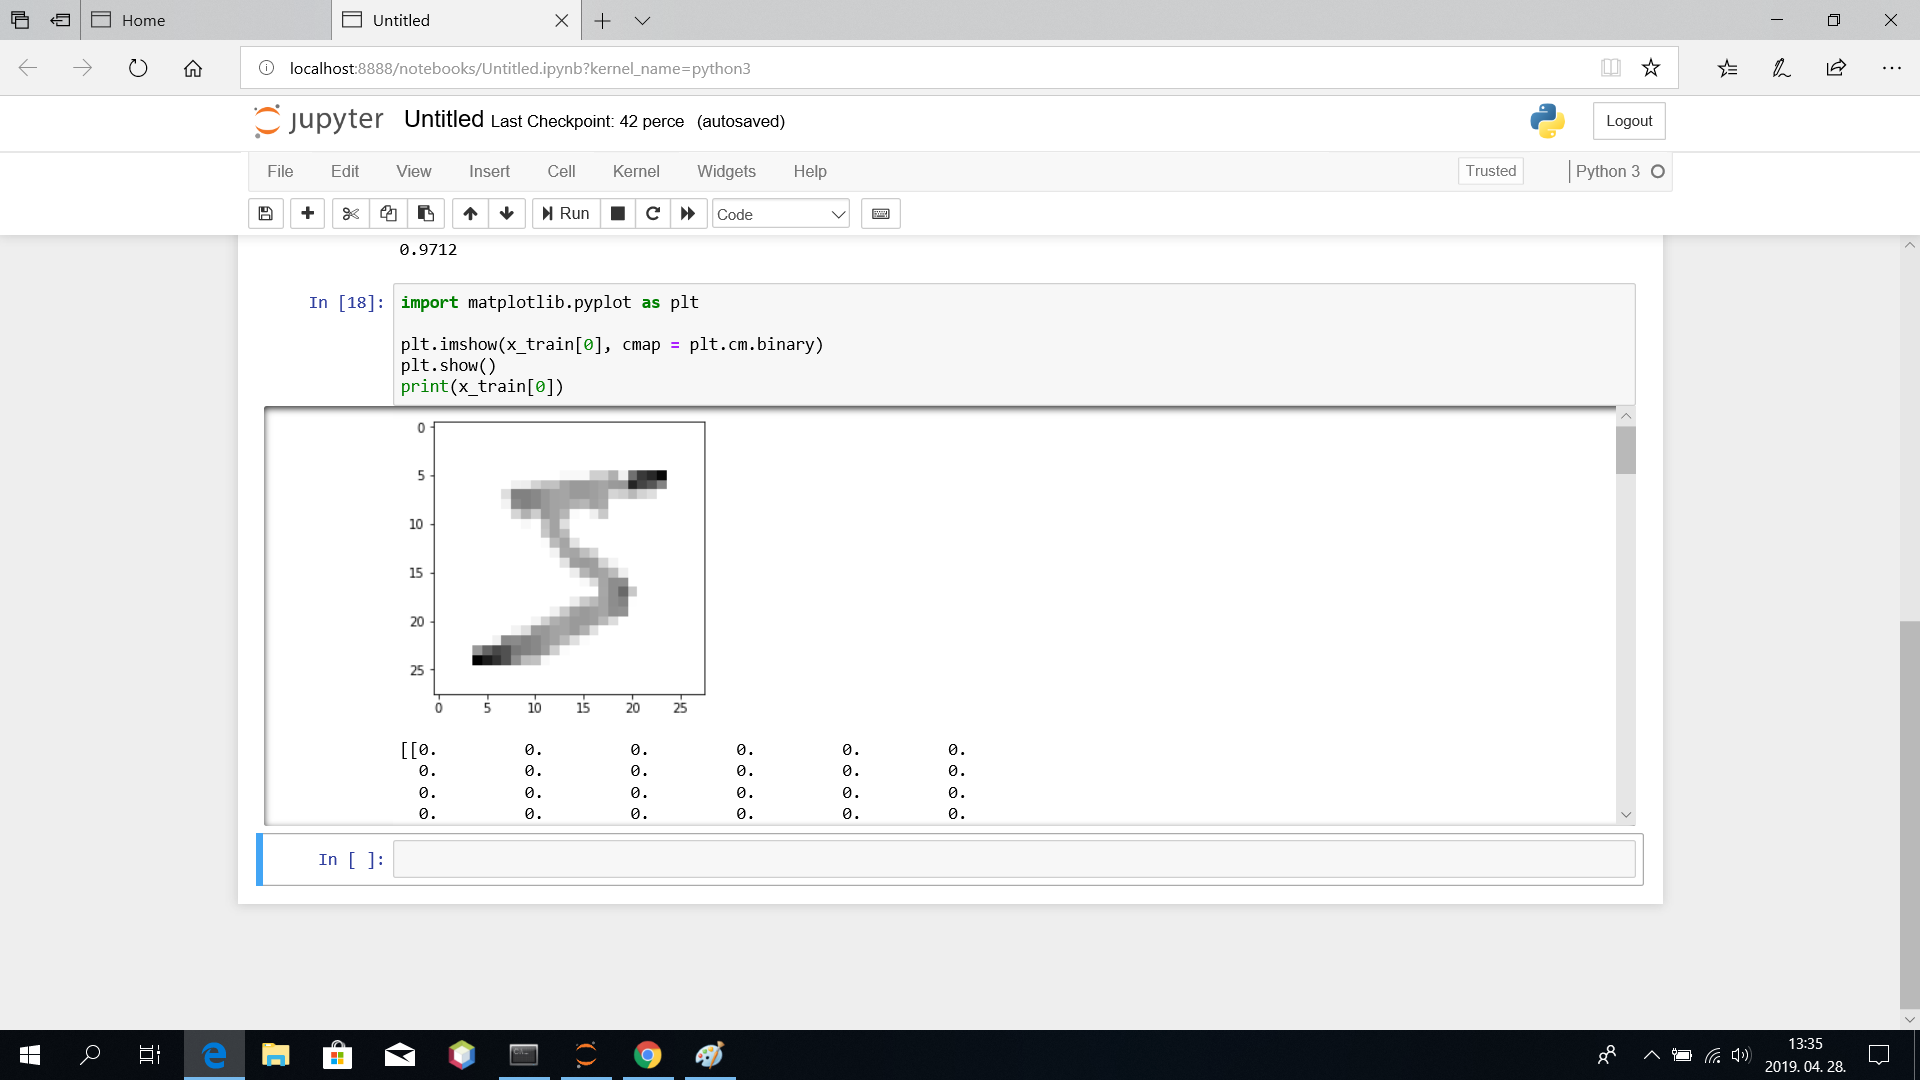 Home
Untitled
localhost:8888/notebooks/Untitled.ipynb?kernel_name=python3
jupyter Untitled Last Checkpoint: 42 perce (autosaved)
Logout
File Edit View Insert Cell Kernel Widgets Help
Trusted
Python 3
Run
Code
0.9712
In [18]: import matplotlib.pyplot as plt
plt.imshow(x_train[0], cmap = plt.cm.binary)
plt.show()
print(x_train[0])
0
5
10
15
20
25
0 5 10 15 20 25
[[0. 0. 0. 0. 0. 0.
0. 0. 0. 0. 0. 0.
0. 0. 0. 0. 0. 0.
0. 0. 0. 0. 0. 0.
In [ ]:
13:35
2019. 04. 28.